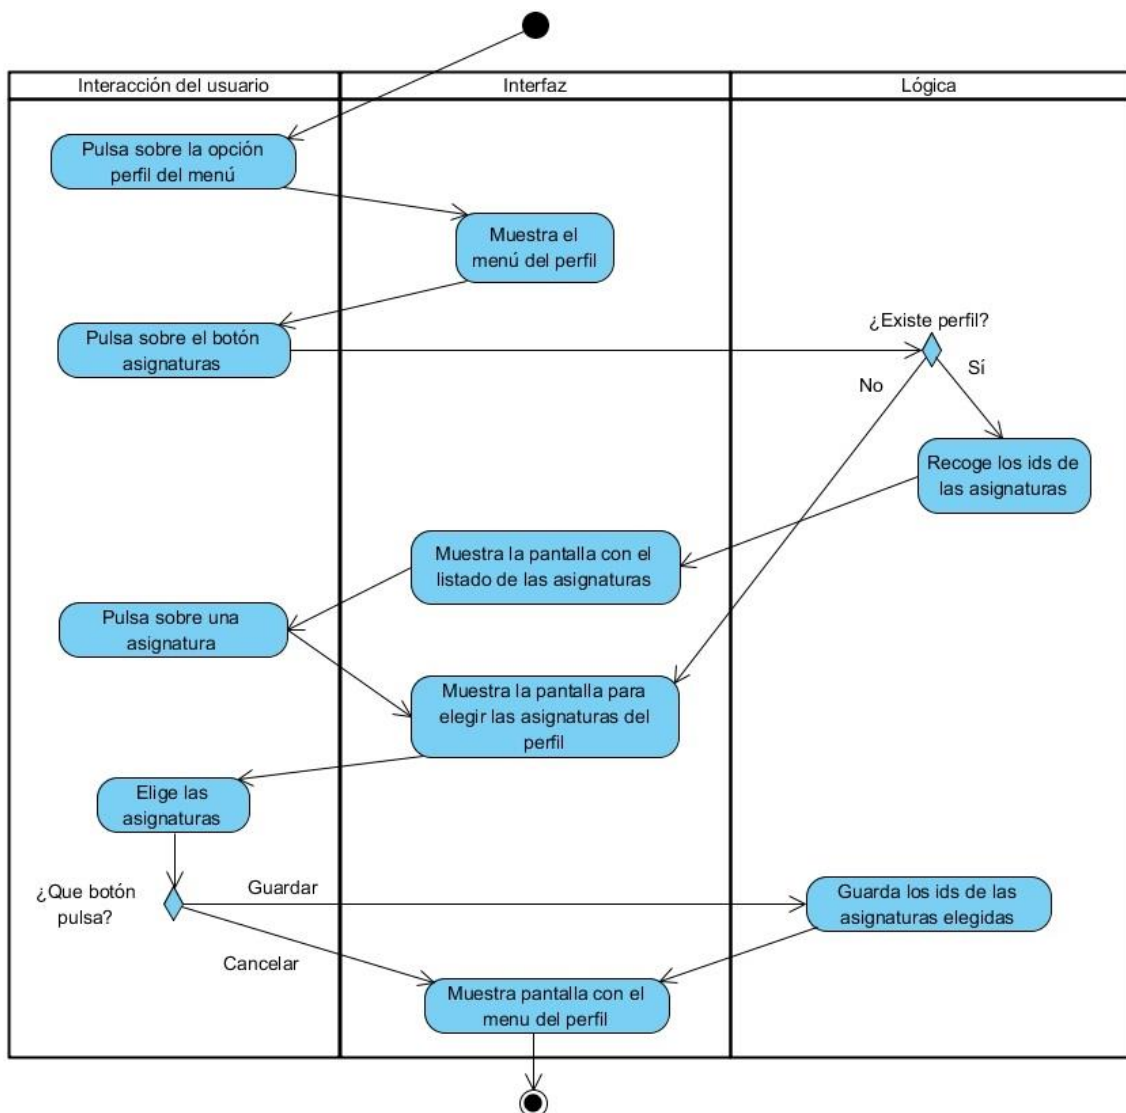 Interacción del usuario
Interfaz
Lógica
Pulsa sobre la opción
perfil del menú
Muestra el
menú del perfil
Pulsa sobre el botón
asignaturas
¿Existe perfil?
No
Sí
Recoge los ids de
las asignaturas
Muestra la pantalla con el
listado de las asignaturas
Pulsa sobre una
asignatura
Muestra la pantalla para
elegir las asignaturas del
perfil
Elige las
asignaturas
¿Que botón
pulsa?
Guardar
Cancelar
Guarda los ids de las
asignaturas elegidas
Muestra pantalla con el
menu del perfil